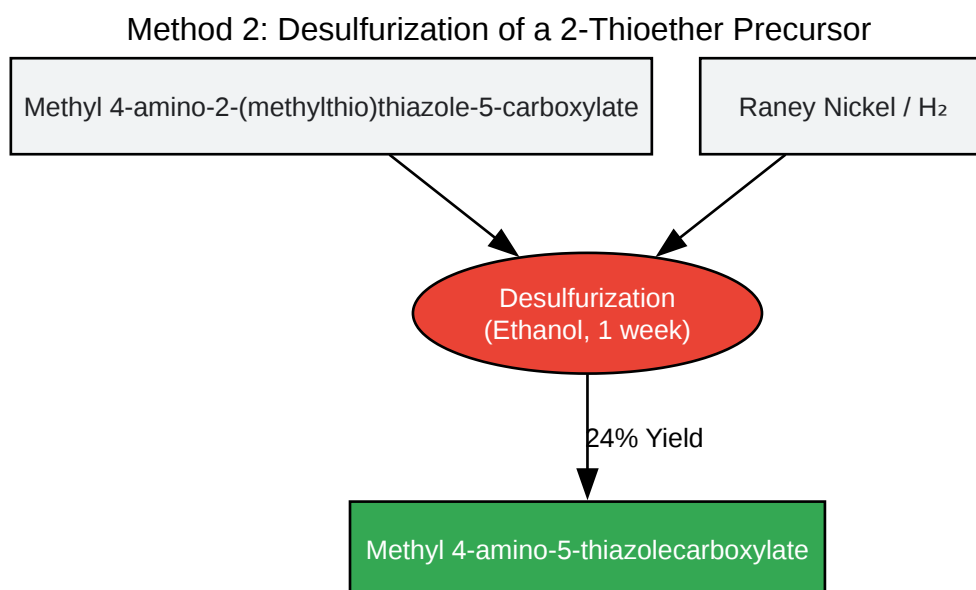 Method 2: Desulfurization of a 2-Thioether Precursor
Methyl 4-amino-2-(methylthio)thiazole-5-carboxylate
Raney Nickel / H₂
Desulfurization
(Ethanol, 1 week)
24% Yield
Methyl 4-amino-5-thiazolecarboxylate